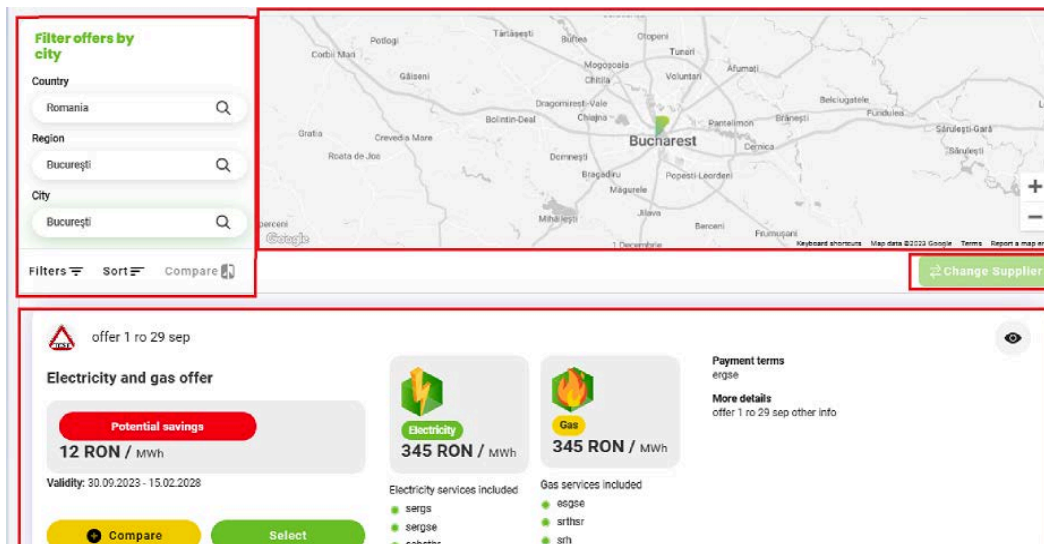 Filter offers by
city
Country
Romania
Region
București
City
București
Filters
Sort
Compare
Potlogi
Tărtășești
Buftea
Otopeni
Corbii Mari
Tunari
Găiseni
Mogoșoaia
Chitila
Voluntari
Afumați
Dragomirești-Vale
Belciugatele
Bolintin-Deal
Chiajna
Pantelimon
Brănești
Fundulea
Gratia
Crevedia Mare
Bucharest
Sărulești-Gară
Roata de Jos
Domnești
Cernica
Sărulești
Bragadiru
Popești-Leordeni
Măgurele
Mihăilești
Jilava
Berceni
Frumușani
1 Decembrie
Google
Keyboard shortcuts Map data ©2023 Google Terms Report a map er
Change Supplier
offer 1 ro 29 sep
Electricity and gas offer
Potential savings
12 RON / MWh
Validity: 30.09.2023 - 15.02.2028
Compare
Select
Electricity
345 RON / MWh
Electricity services included
sergs
sergse
Gas
345 RON / MWh
Gas services included
esgse
srthsr
srh
Payment terms
ergse
More details
offer 1 ro 29 sep other info